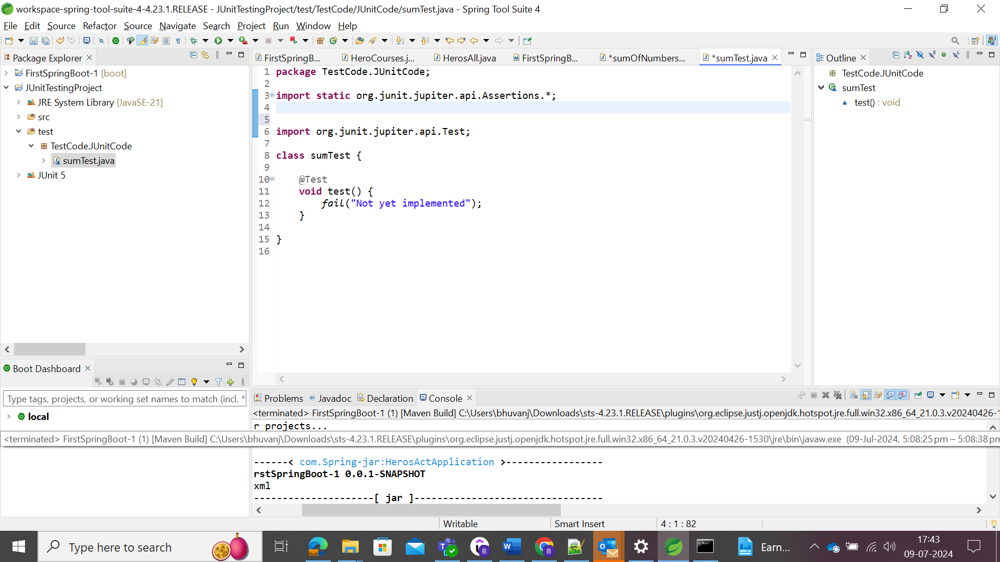 workspace-spring-tool-suite-4-4.23.1.RELEASE - JUnitTestingProject/test/TestCode/JUnitCode/sumTest.java - Spring Tool Suite 4
File Edit Source Refactor Source Navigate Search Project Run Window Help
Package Explorer
FirstSpringBoot-1 [boot]
JUnitTestingProject
JRE System Library [JavaSE-21]
src
test
TestCode.JUnitCode
sumTest.java
JUnit 5
FirstSpringB... HeroCourses.j... HerosAll.java FirstSpringB... *sumOfNumbers... *sumTest.java
1 package TestCode.JUnitCode;
2
3 import static org.junit.jupiter.api.Assertions.*;
4
5
6 import org.junit.jupiter.api.Test;
7
8 class sumTest {
9
10 @Test
11 void test() {
12 fail("Not yet implemented");
13 }
14
15 }
16
Outline
TestCode.JUnitCode
sumTest
test() : void
Boot Dashboard
Type tags, projects, or working set names to match (incl. *
local
Problems Javadoc Declaration Console
<terminated> FirstSpringBoot-1 (1) [Maven Build] C:\Users\bhuvanj\Downloads\sts-4.23.1.RELEASE\plugins\org.eclipse.justj.openjdk.hotspot.jre.full.win32.x86_64_21.0.3.v20240426-1
r projects...
<terminated> FirstSpringBoot-1 (1) [Maven Build] C:\Users\bhuvanj\Downloads\sts-4.23.1.RELEASE\plugins\org.eclipse.justj.openjdk.hotspot.jre.full.win32.x86_64_21.0.3.v20240426-1530\jre\bin\javaw.exe (09-Jul-2024, 5:08:25 pm – 5:08:38 pm
------< com.Spring-jar:HerosActApplication >-----------------
rstSpringBoot-1 0.0.1-SNAPSHOT
xml
---------------------[ jar ]---------------------------------
Writable Smart Insert 4 : 1 : 82
Type here to search
Earn...
17:43
09-07-2024